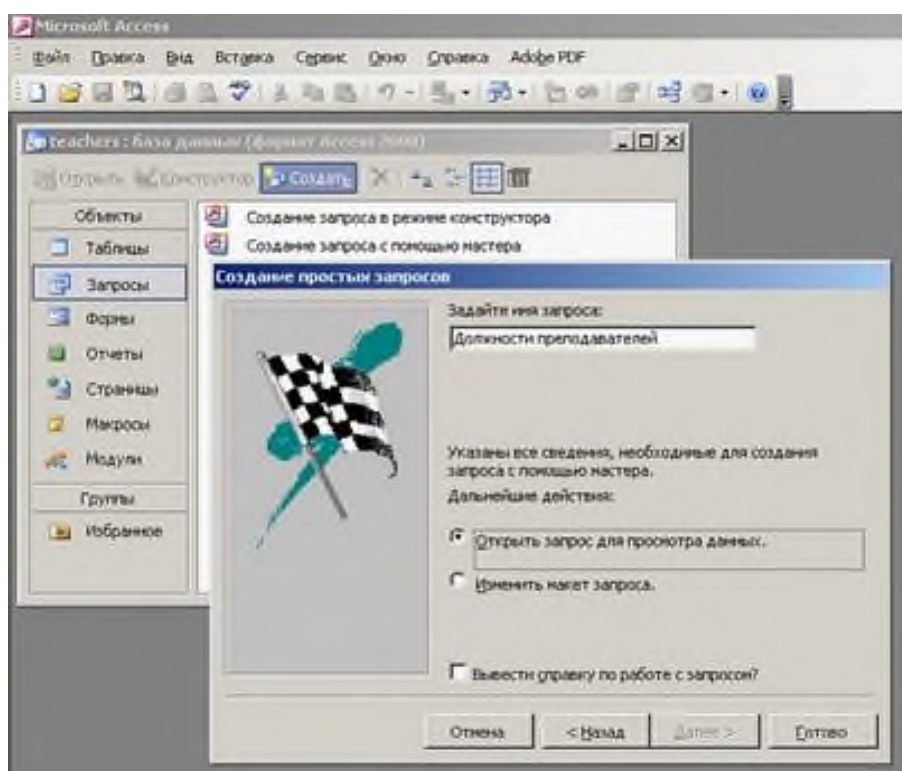 Microsoft Access
Файл Правка Вид Вставка Сервис Окно Справка Adobe PDF
teachers : база данных (формат Access 2000)
Открыть Конструктор Создать
Объекты
Таблицы
Запросы
Формы
Отчеты
Страницы
Макросы
Модули
Группы
Избранное
Создание запроса в режиме конструктора
Создание запроса с помощью мастера
Создание простых запросов
Задайте имя запроса:
Должности преподавателей
Указаны все сведения, необходимые для создания
запроса с помощью мастера.
Дальнейшие действия:
Открыть запрос для просмотра данных.
Изменить макет запроса.
Вывести справку по работе с запросом?
Отмена < Назад Далее > Готово